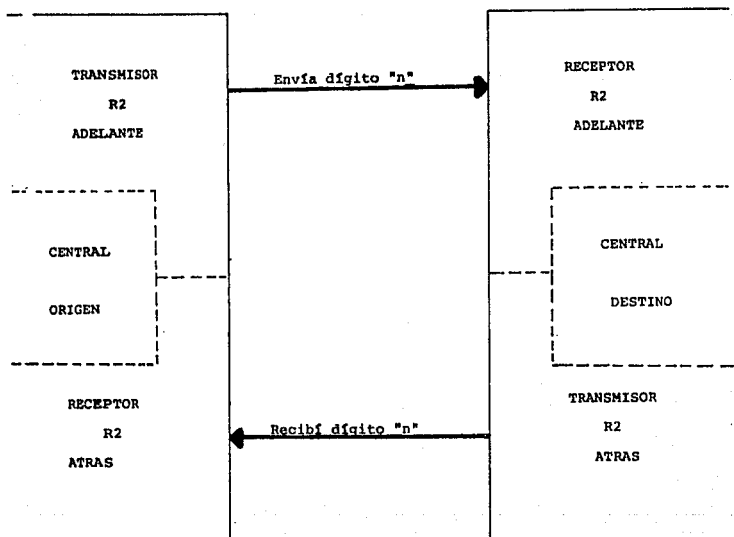 TRANSMISOR
R2
ADELANTE
Envía dígito "n"
RECEPTOR
R2
ADELANTE
CENTRAL
ORIGEN
CENTRAL
DESTINO
RECEPTOR
R2
ATRAS
Recibí dígito "n"
TRANSMISOR
R2
ATRAS